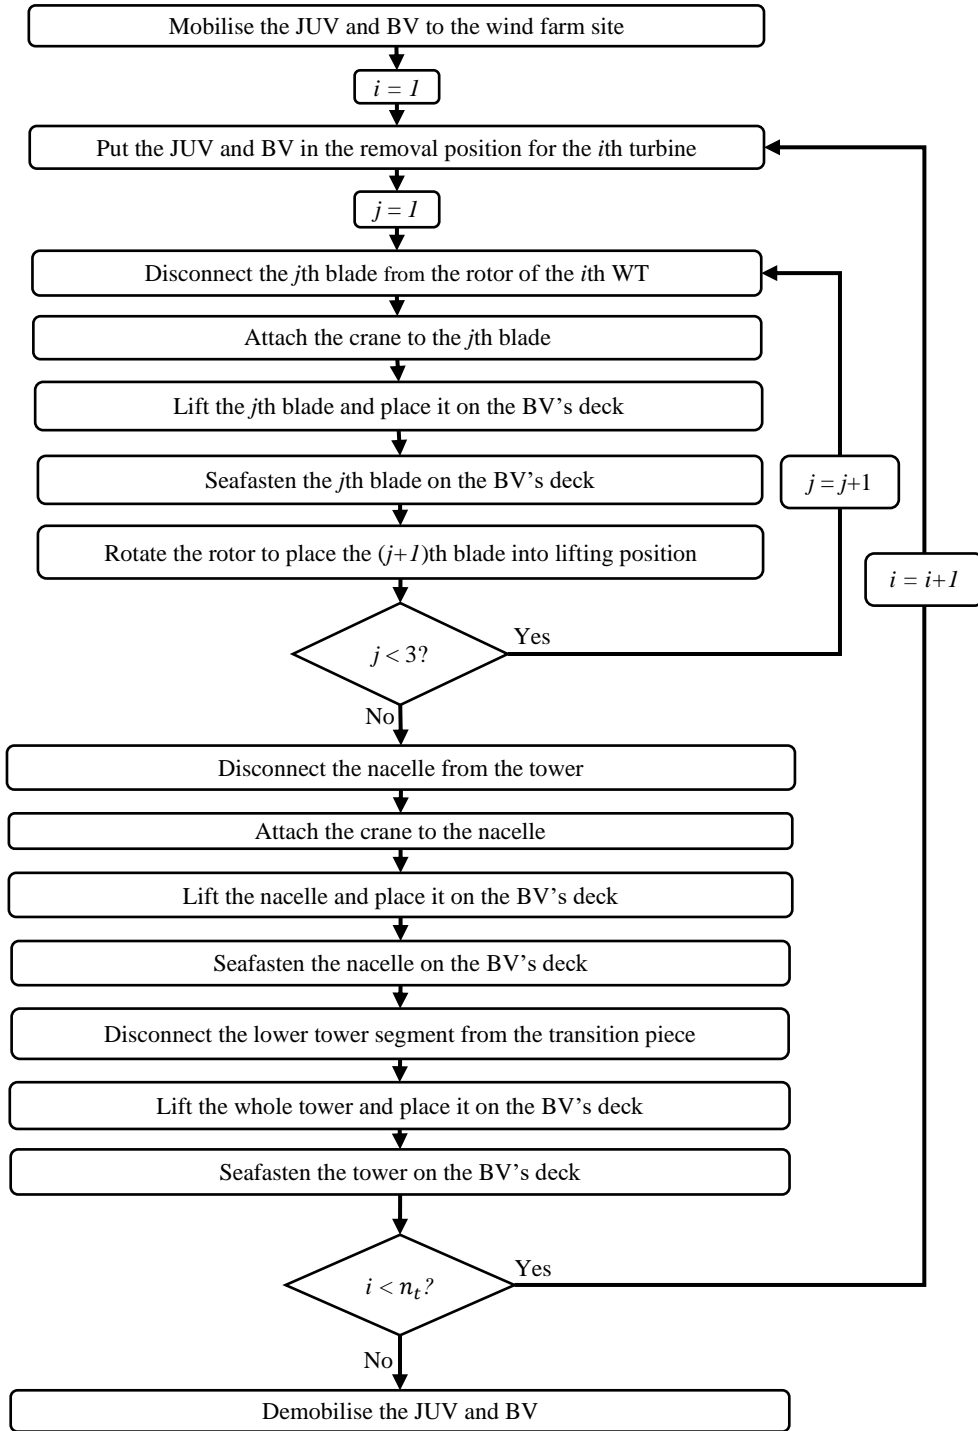 Mobilise the JUV and BV to the wind farm site
i = 1
Put the JUV and BV in the removal position for the ith turbine
j = 1
Disconnect the jth blade from the rotor of the ith WT
Attach the crane to the jth blade
Lift the jth blade and place it on the BV’s deck
Seafasten the jth blade on the BV’s deck
j = j+1
Rotate the rotor to place the (j+1)th blade into lifting position
i = i+1
j < 3?
Yes
No
Disconnect the nacelle from the tower
Attach the crane to the nacelle
Lift the nacelle and place it on the BV’s deck
Seafasten the nacelle on the BV’s deck
Disconnect the lower tower segment from the transition piece
Lift the whole tower and place it on the BV’s deck
Seafasten the tower on the BV’s deck
i < nₜ?
Yes
No
Demobilise the JUV and BV